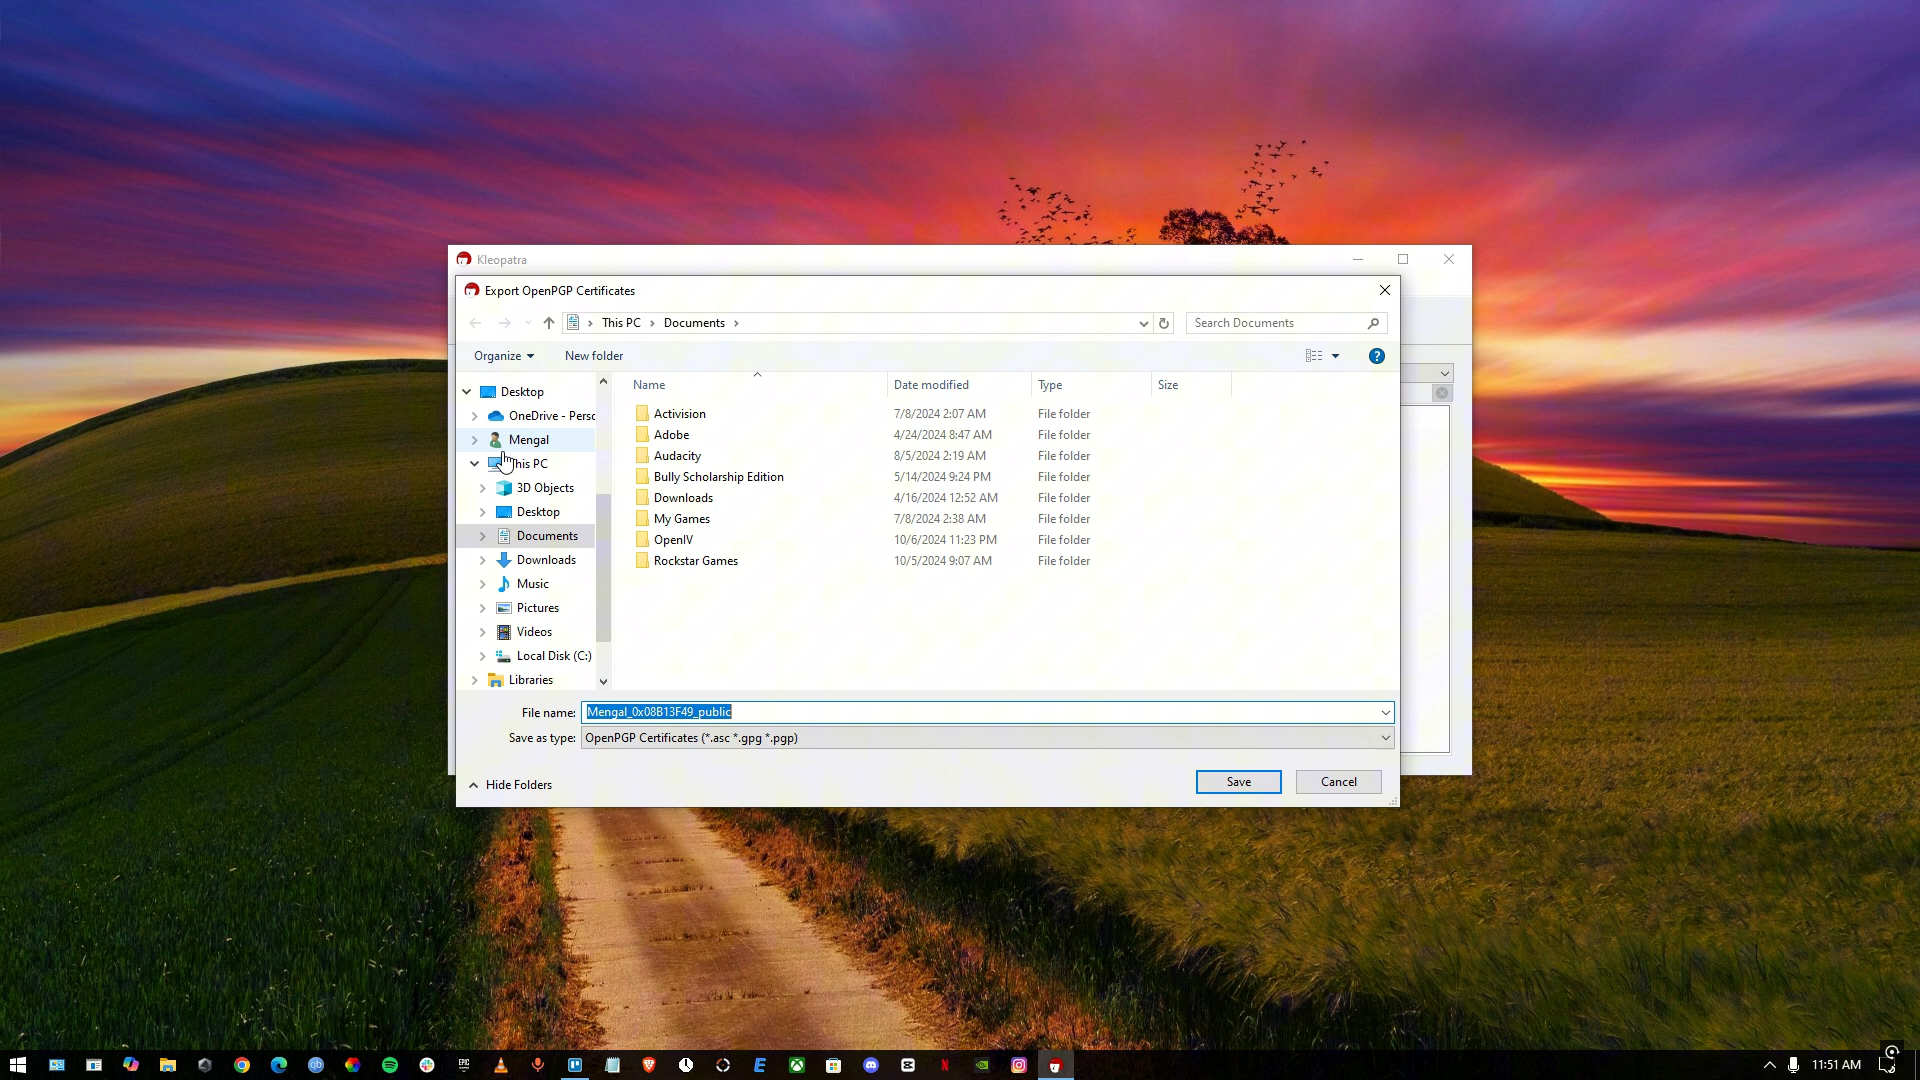 Kleopatra
Export OpenPGP Certificates
This PC > Documents >
Search Documents
Organize
New folder
Name Date modified Type Size
Desktop
OneDrive - Perso
Mengal
This PC
3D Objects
Desktop
Documents
Downloads
Music
Pictures
Videos
Local Disk (C:)
Libraries
Activision 7/8/2024 2:07 AM File folder
Adobe 4/24/2024 8:47 AM File folder
Audacity 8/5/2024 2:19 AM File folder
Bully Scholarship Edition 5/14/2024 9:24 PM File folder
Downloads 4/16/2024 12:52 AM File folder
My Games 7/8/2024 2:38 AM File folder
OpenIV 10/6/2024 11:23 PM File folder
Rockstar Games 10/5/2024 9:07 AM File folder
File name: Mengal_0x08B13F49_public
Save as type: OpenPGP Certificates (*.asc *.gpg *.pgp)
Hide Folders
Save
Cancel
EPIC
11:51 AM